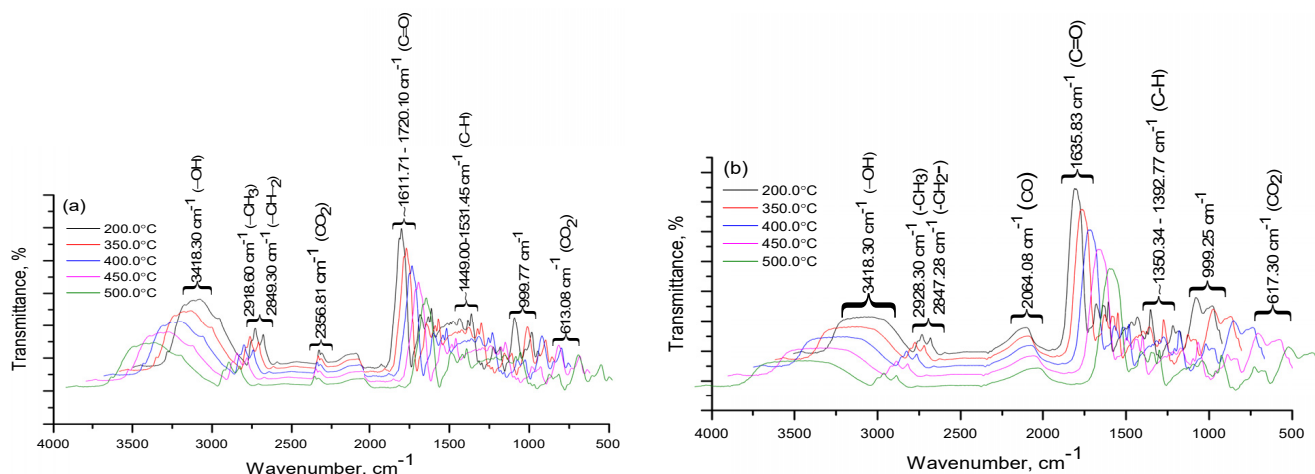 (a)
Transmittance, %
200.0°C
350.0°C
400.0°C
450.0°C
500.0°C
3418.30 cm⁻¹ (–OH)
2918.60 cm⁻¹ (–CH₃)
2849.30 cm⁻¹ (–CH–₂)
2356.81 cm⁻¹ (CO₂)
~1611.71 - 1720.10 cm⁻¹ (C=O)
~1449.00-1531.45 cm⁻¹ (C–H)
999.77 cm⁻¹
613.08 cm⁻¹ (CO₂)
4000 3500 3000 2500 2000 1500 1000 500
Wavenumber, cm⁻¹
(b)
Transmittance, %
200.0°C
350.0°C
400.0°C
450.0°C
500.0°C
3418.30 cm⁻¹ (–OH)
2928.30 cm⁻¹ (-CH3)
2847.28 cm⁻¹ (-CH2-)
2064.08 cm⁻¹ (CO)
1635.83 cm⁻¹ (C=O)
~1350.34 - 1392.77 cm⁻¹ (C-H)
999.25 cm⁻¹
617.30 cm⁻¹ (CO₂)
4000 3500 3000 2500 2000 1500 1000 500
Wavenumber, cm⁻¹